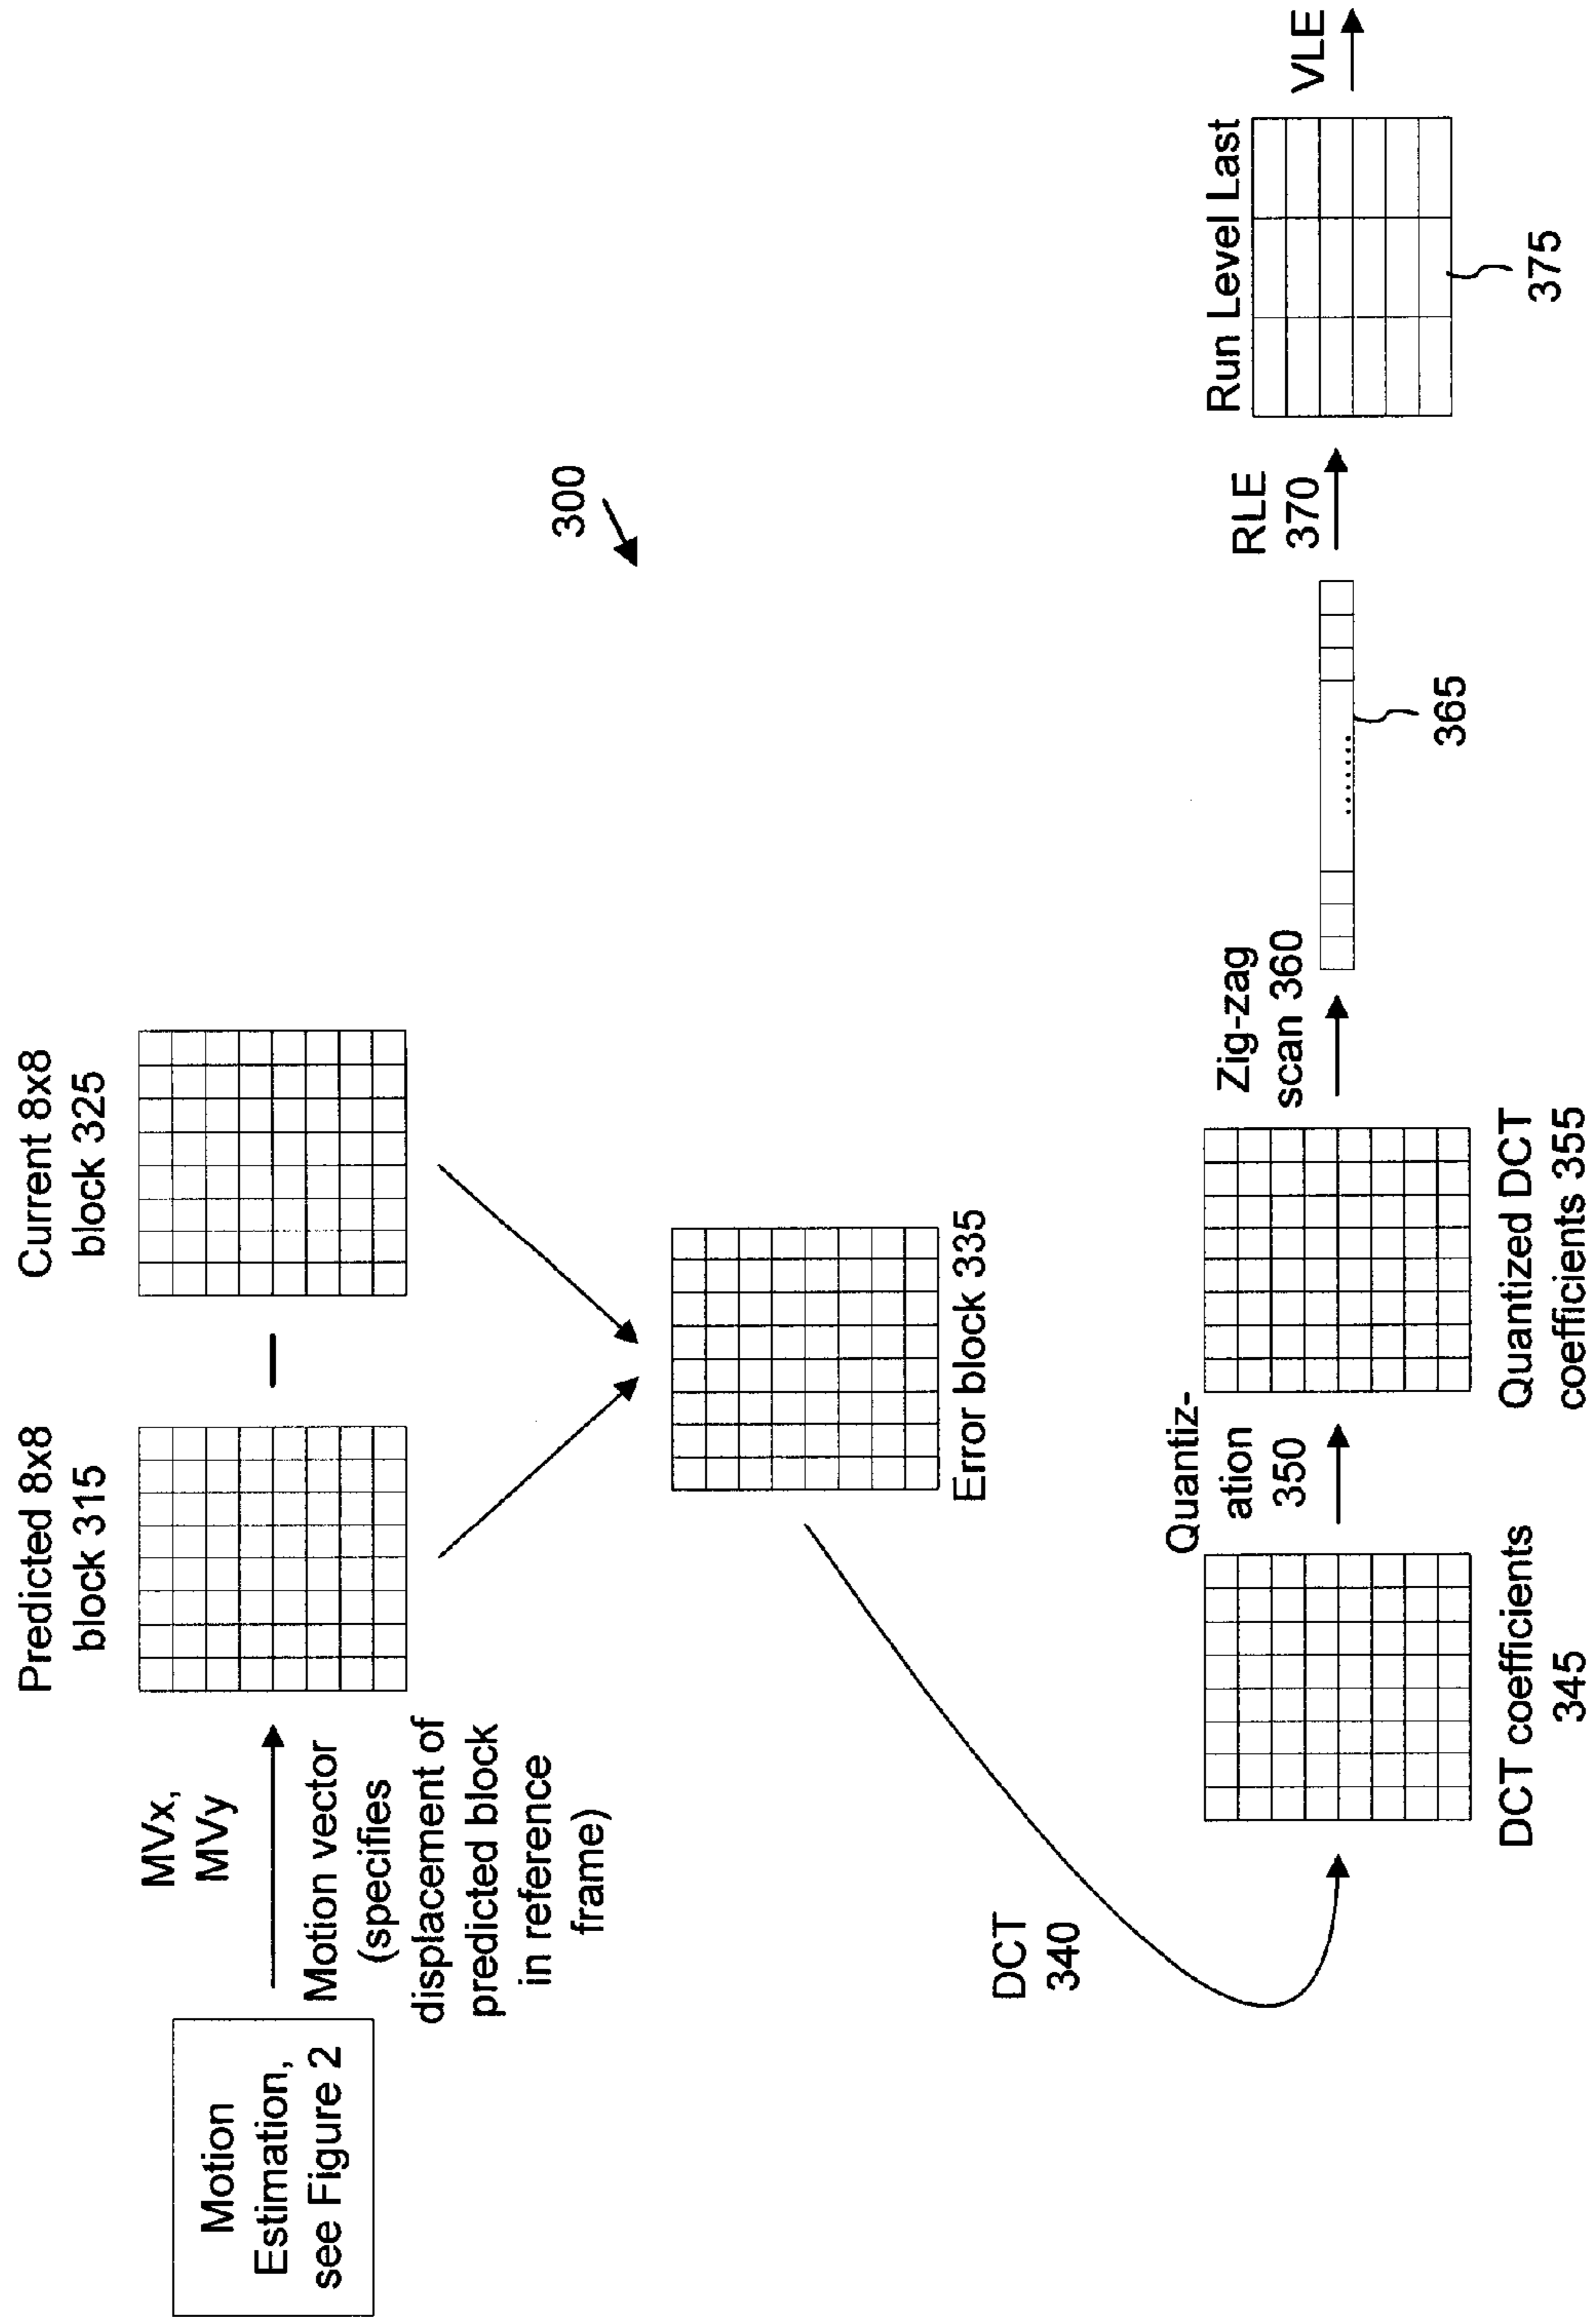 Motion
Estimation,
see Figure 2
MVx,
MVy
Motion vector
(specifies
displacement of
predicted block
in reference
frame)
Predicted 8x8
block 315
Current 8x8
block 325
300
Error block 335
DCT
340
DCT coefficients
345
Quantiz-
ation
350
Quantized DCT
coefficients 355
Zig-zag
scan 360
.......
365
RLE
370
Run Level Last
375
VLE